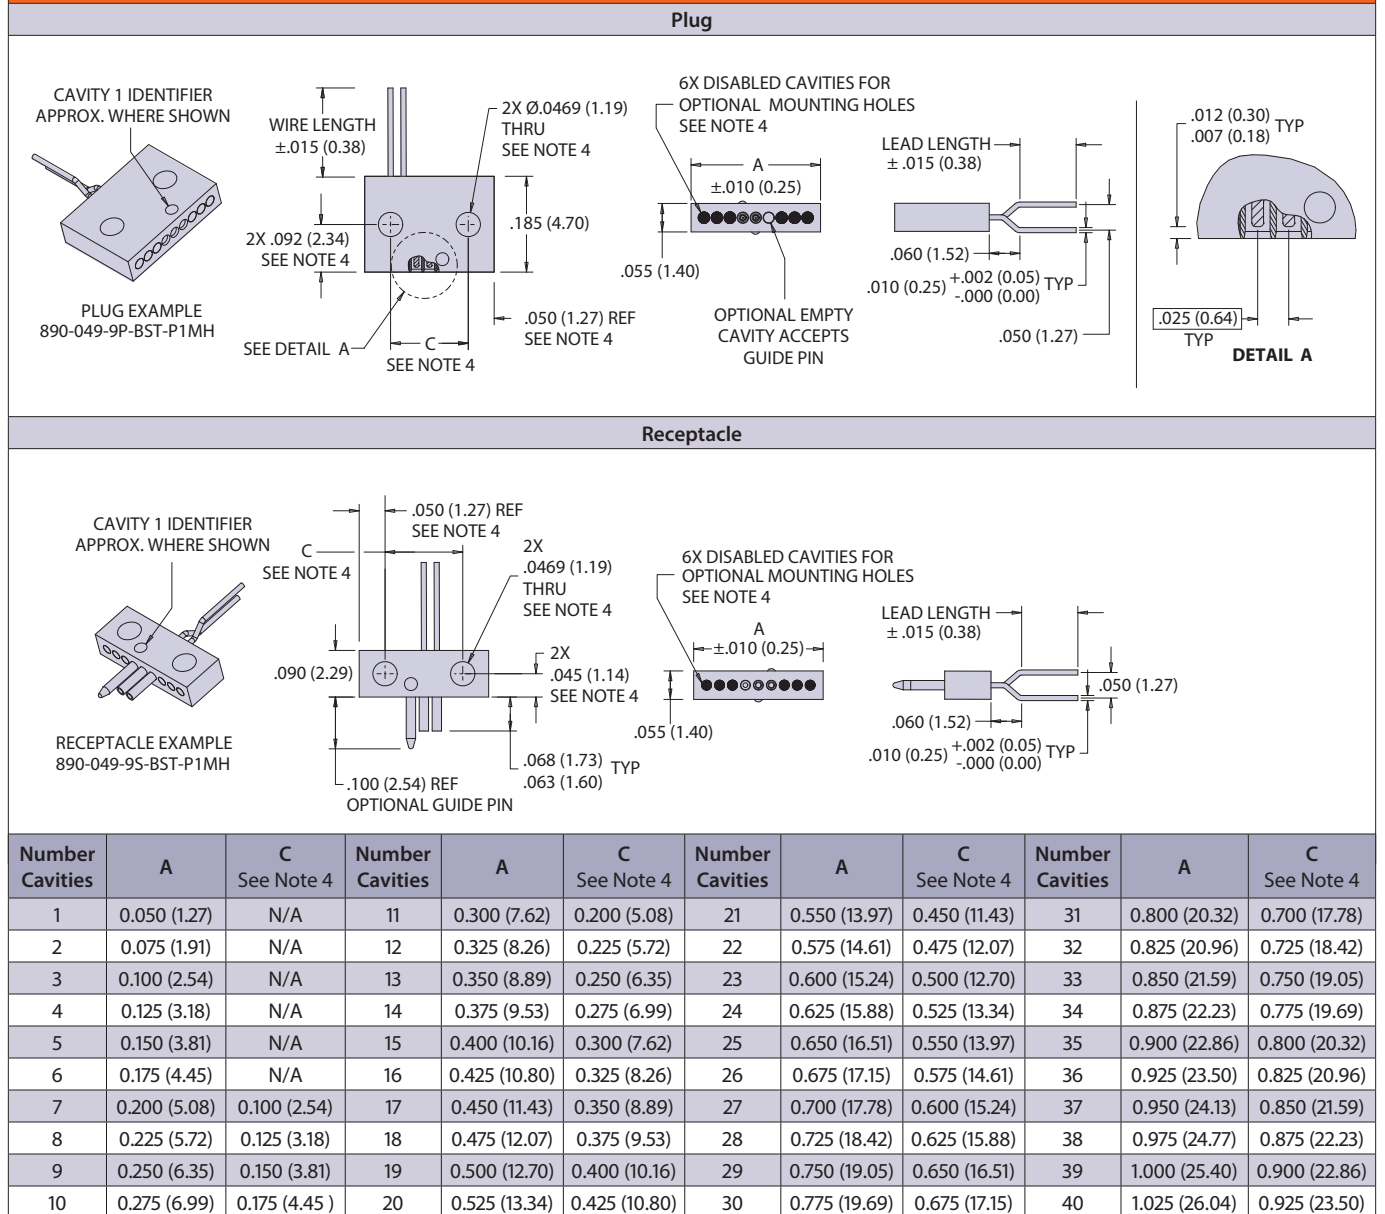 Plug
CAVITY 1 IDENTIFIER
APPROX. WHERE SHOWN
PLUG EXAMPLE
890-049-9P-BST-P1MH
WIRE LENGTH
±.015 (0.38)
2X Ø.0469 (1.19)
THRU
SEE NOTE 4
.185 (4.70)
2X .092 (2.34)
SEE NOTE 4
SEE DETAIL A
C
SEE NOTE 4
.050 (1.27) REF
SEE NOTE 4
6X DISABLED CAVITIES FOR
OPTIONAL MOUNTING HOLES
SEE NOTE 4
A
±.010 (0.25)
.055 (1.40)
OPTIONAL EMPTY
CAVITY ACCEPTS
GUIDE PIN
LEAD LENGTH
± .015 (0.38)
.060 (1.52)
.010 (0.25) +.002 (0.05) TYP
-.000 (0.00)
.050 (1.27)
.012 (0.30) TYP
.007 (0.18)
.025 (0.64)
TYP
DETAIL A
Receptacle
CAVITY 1 IDENTIFIER
APPROX. WHERE SHOWN
RECEPTACLE EXAMPLE
890-049-9S-BST-P1MH
.050 (1.27) REF
SEE NOTE 4
C
SEE NOTE 4
2X
.0469 (1.19)
THRU
SEE NOTE 4
.090 (2.29)
2X
.045 (1.14)
SEE NOTE 4
.068 (1.73) TYP
.063 (1.60)
.100 (2.54) REF
OPTIONAL GUIDE PIN
6X DISABLED CAVITIES FOR
OPTIONAL MOUNTING HOLES
SEE NOTE 4
A
±.010 (0.25)
.055 (1.40)
LEAD LENGTH
± .015 (0.38)
.050 (1.27)
.060 (1.52)
.010 (0.25) +.002 (0.05) TYP
-.000 (0.00)
Number Cavities A C See Note 4 Number Cavities A C See Note 4 Number Cavities A C See Note 4 Number Cavities A C See Note 4
1 0.050 (1.27) N/A 11 0.300 (7.62) 0.200 (5.08) 21 0.550 (13.97) 0.450 (11.43) 31 0.800 (20.32) 0.700 (17.78)
2 0.075 (1.91) N/A 12 0.325 (8.26) 0.225 (5.72) 22 0.575 (14.61) 0.475 (12.07) 32 0.825 (20.96) 0.725 (18.42)
3 0.100 (2.54) N/A 13 0.350 (8.89) 0.250 (6.35) 23 0.600 (15.24) 0.500 (12.70) 33 0.850 (21.59) 0.750 (19.05)
4 0.125 (3.18) N/A 14 0.375 (9.53) 0.275 (6.99) 24 0.625 (15.88) 0.525 (13.34) 34 0.875 (22.23) 0.775 (19.69)
5 0.150 (3.81) N/A 15 0.400 (10.16) 0.300 (7.62) 25 0.650 (16.51) 0.550 (13.97) 35 0.900 (22.86) 0.800 (20.32)
6 0.175 (4.45) N/A 16 0.425 (10.80) 0.325 (8.26) 26 0.675 (17.15) 0.575 (14.61) 36 0.925 (23.50) 0.825 (20.96)
7 0.200 (5.08) 0.100 (2.54) 17 0.450 (11.43) 0.350 (8.89) 27 0.700 (17.78) 0.600 (15.24) 37 0.950 (24.13) 0.850 (21.59)
8 0.225 (5.72) 0.125 (3.18) 18 0.475 (12.07) 0.375 (9.53) 28 0.725 (18.42) 0.625 (15.88) 38 0.975 (24.77) 0.875 (22.23)
9 0.250 (6.35) 0.150 (3.81) 19 0.500 (12.70) 0.400 (10.16) 29 0.750 (19.05) 0.650 (16.51) 39 1.000 (25.40) 0.900 (22.86)
10 0.275 (6.99) 0.175 (4.45 ) 20 0.525 (13.34) 0.425 (10.80) 30 0.775 (19.69) 0.675 (17.15) 40 1.025 (26.04) 0.925 (23.50)